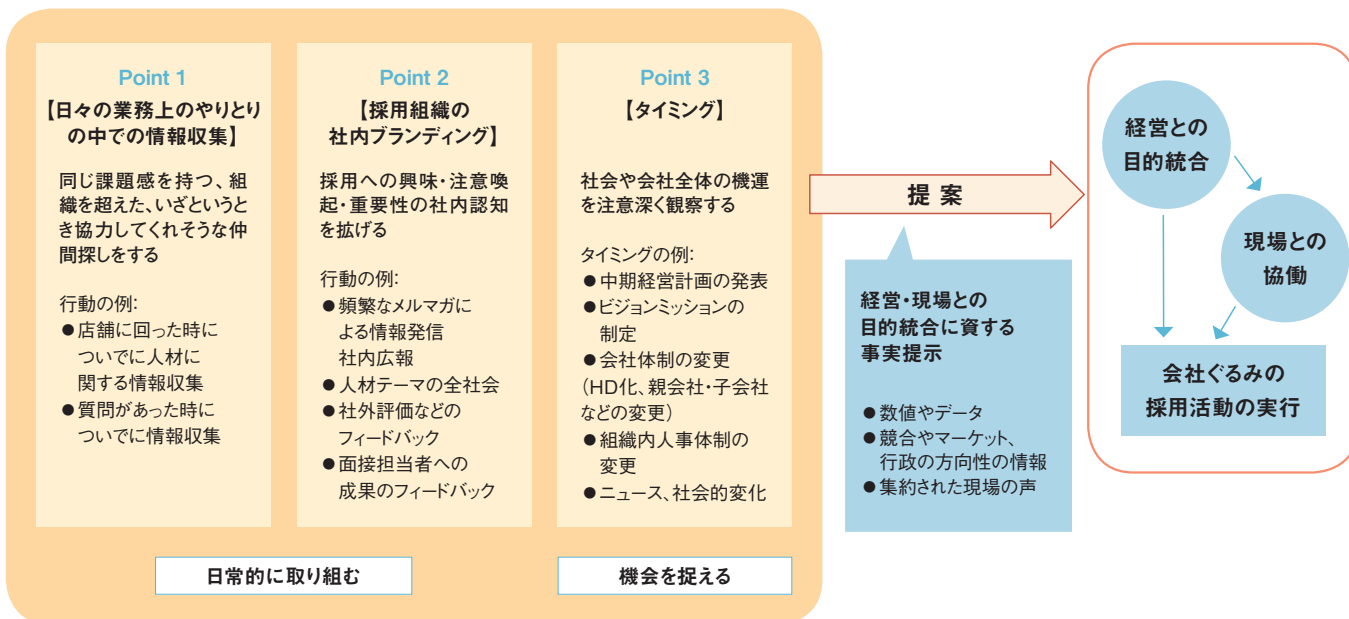 Point 1
【日々の業務上のやりとり
の中での情報収集】
同じ課題感を持つ、組
織を超えた、いざというと
き協力してくれそうな仲
間探しをする
行動の例:
●店舗に回った時に
ついでに人材に
関する情報収集
●質問があった時に
ついでに情報収集
Point 2
【採用組織の
社内ブランディング】
採用への興味・注意喚
起・重要性の社内認知
を拡げる
行動の例:
●頻繁なメルマガに
よる情報発信
社内広報
●人材テーマの全社会
●社外評価などの
フィードバック
●面接担当者への
成果のフィードバック
Point 3
【タイミング】
社会や会社全体の機運
を注意深く観察する
タイミングの例:
●中期経営計画の発表
●ビジョンミッションの
制定
●会社体制の変更
(HD化、親会社・子会社
などの変更)
●組織内人事体制の
変更
●ニュース、社会的変化
日常的に取り組む
機会を捉える
提案
経営・現場との
目的統合に資する
事実提示
●数値やデータ
●競合やマーケット、
行政の方向性の情報
●集約された現場の声
経営との
目的統合
現場との
協働
会社ぐるみの
採用活動の実行